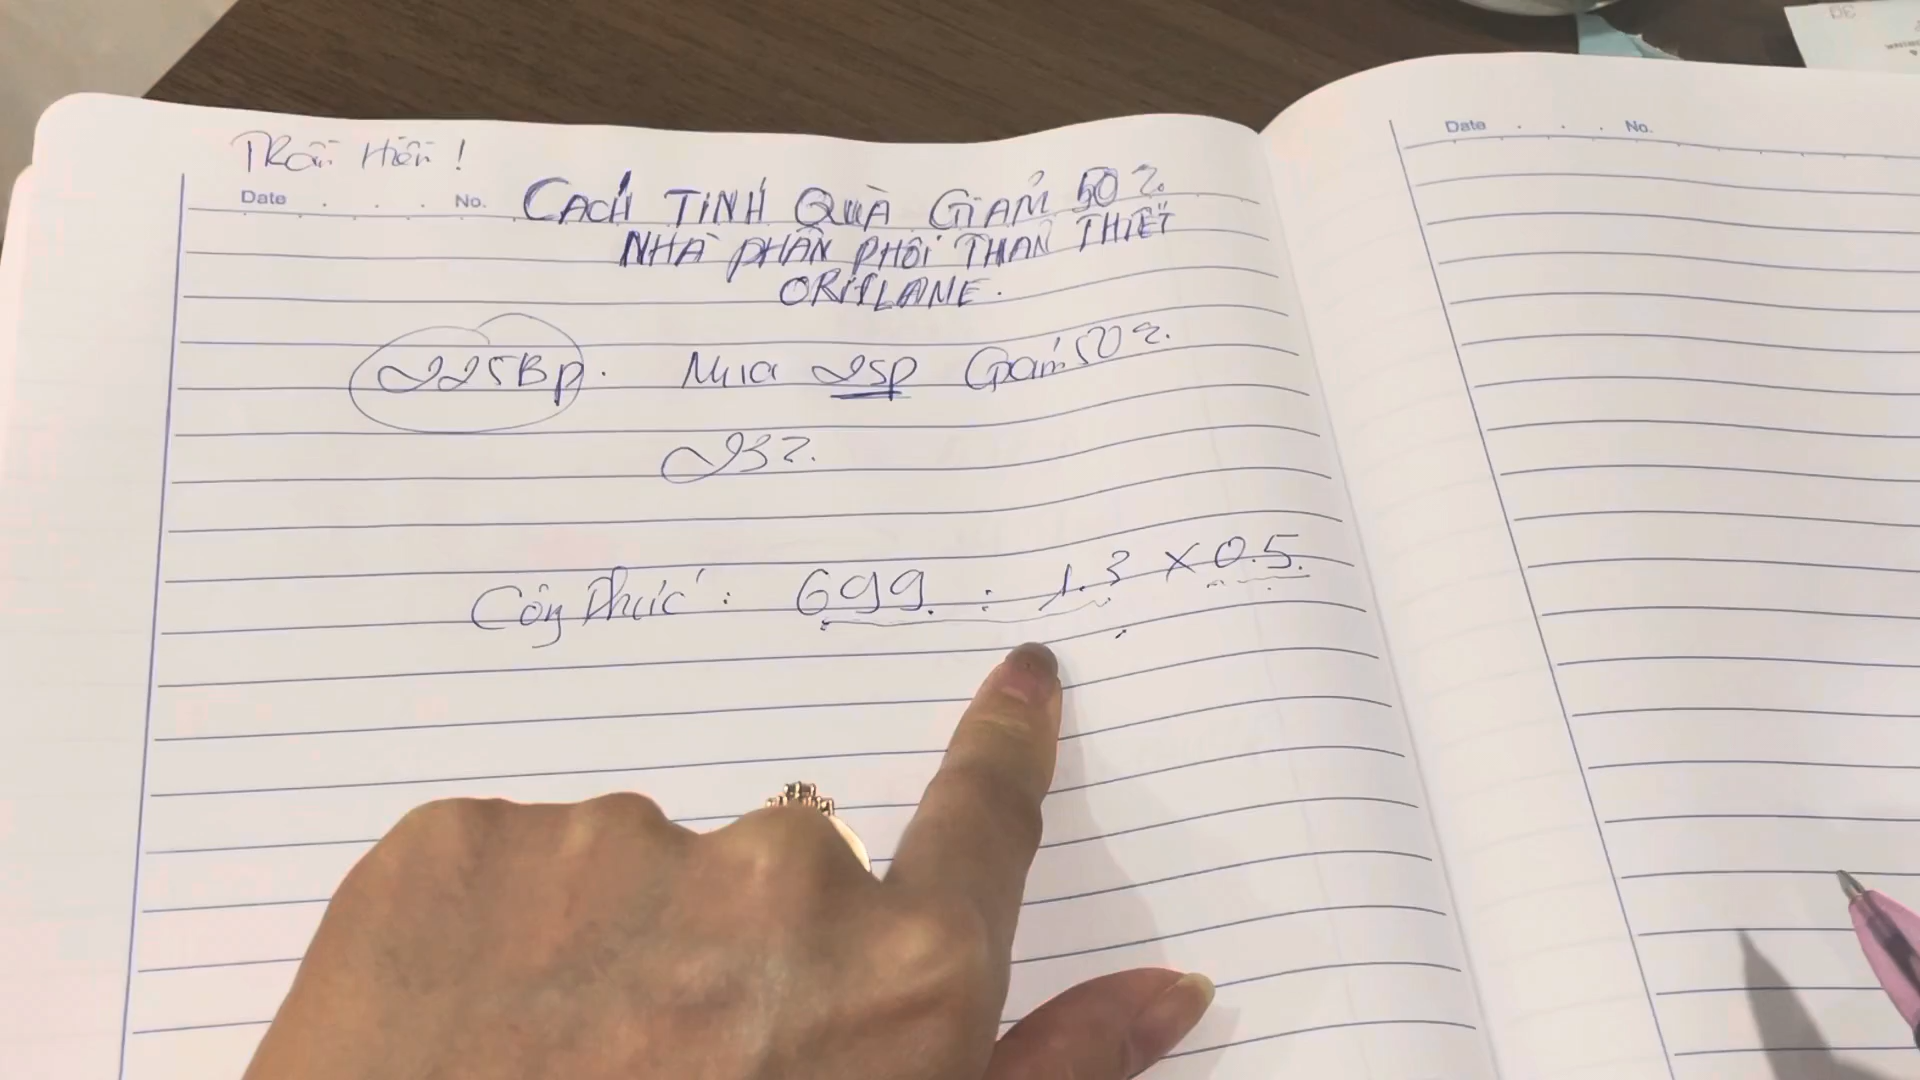 Trần Hiền !
Date . . . No.
CÁCH TÍNH QUÀ GIẢM 50%
NHÀ PHÂN PHỐI THÂN THIẾT
ORIFLAME.
225Bp. Mua 2sp Giảm 50%.
23%.
Công Thức : 699. : 1.3 x 0.5.
Date . . . No.